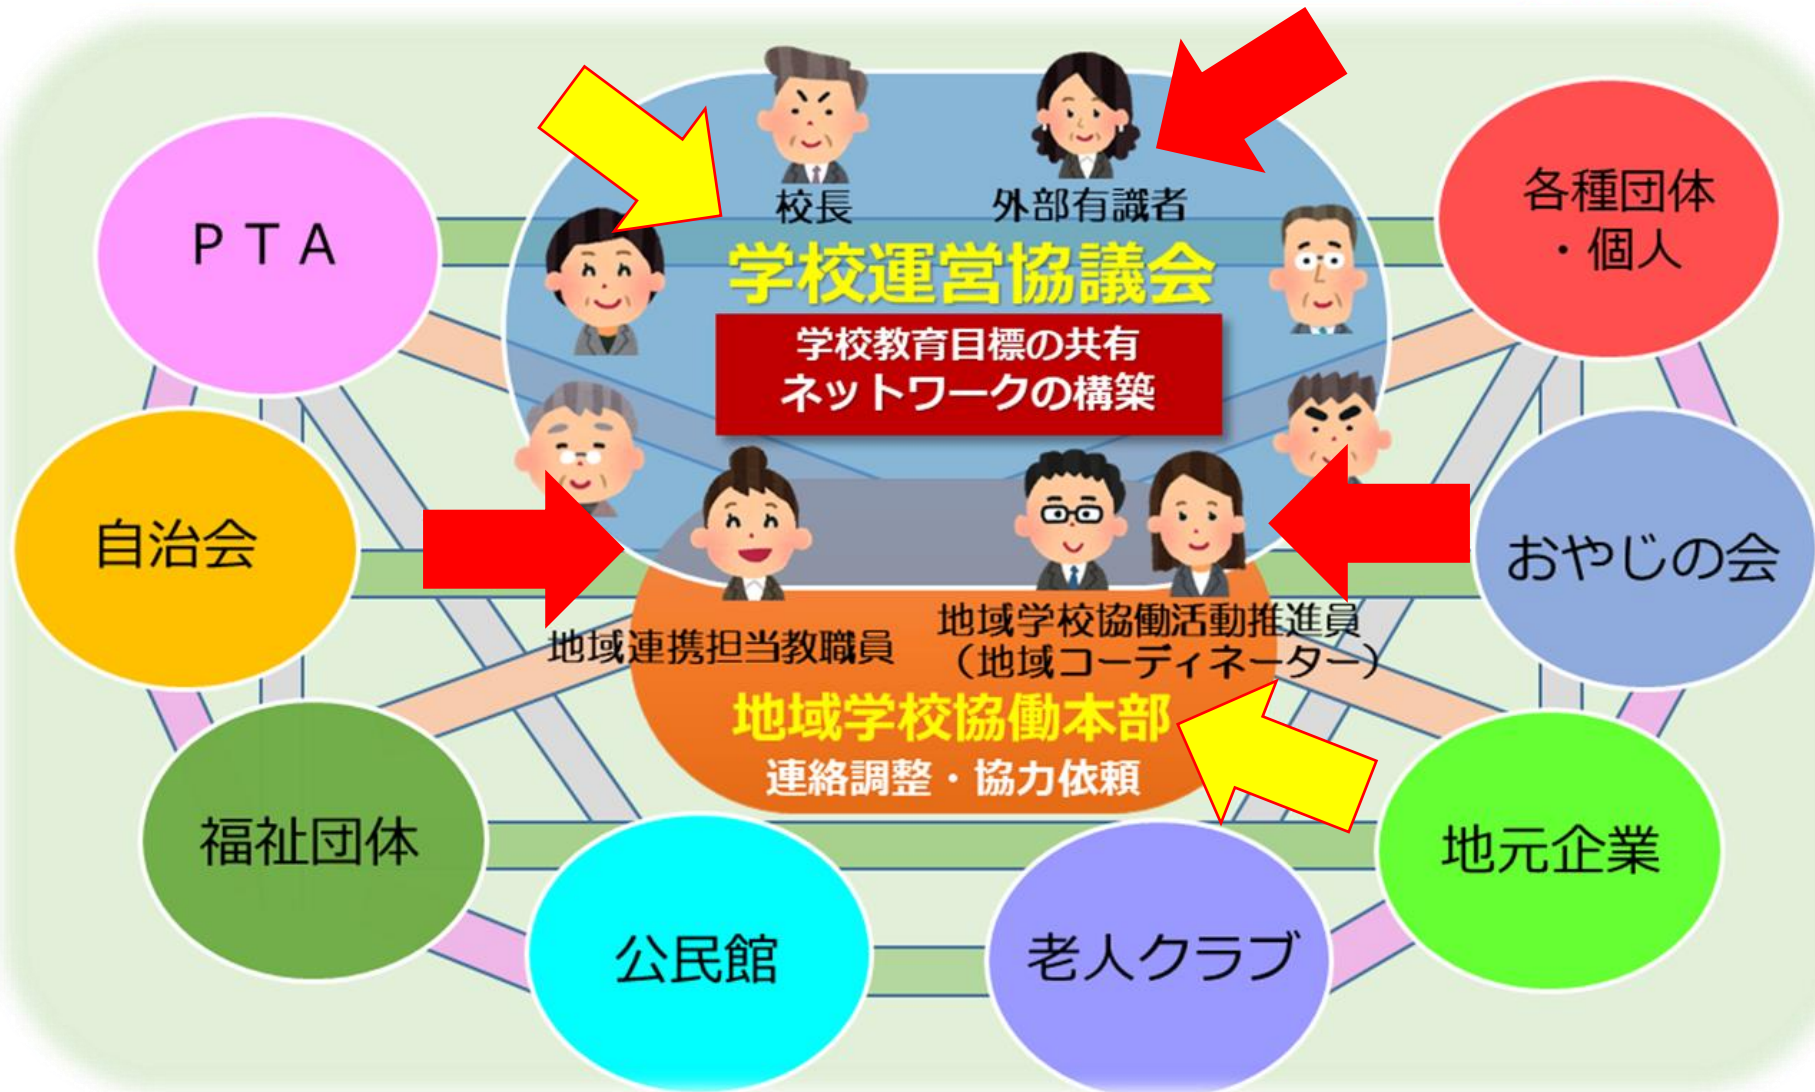 校長
外部有識者
学校運営協議会
学校教育目標の共有
ネットワークの構築
ＰＴＡ
各種団体
・個人
自治会
おやじの会
地域連携担当教職員
地域学校協働活動推進員
（地域コーディネーター）
地域学校協働本部
連絡調整・協力依頼
福祉団体
地元企業
公民館
老人クラブ